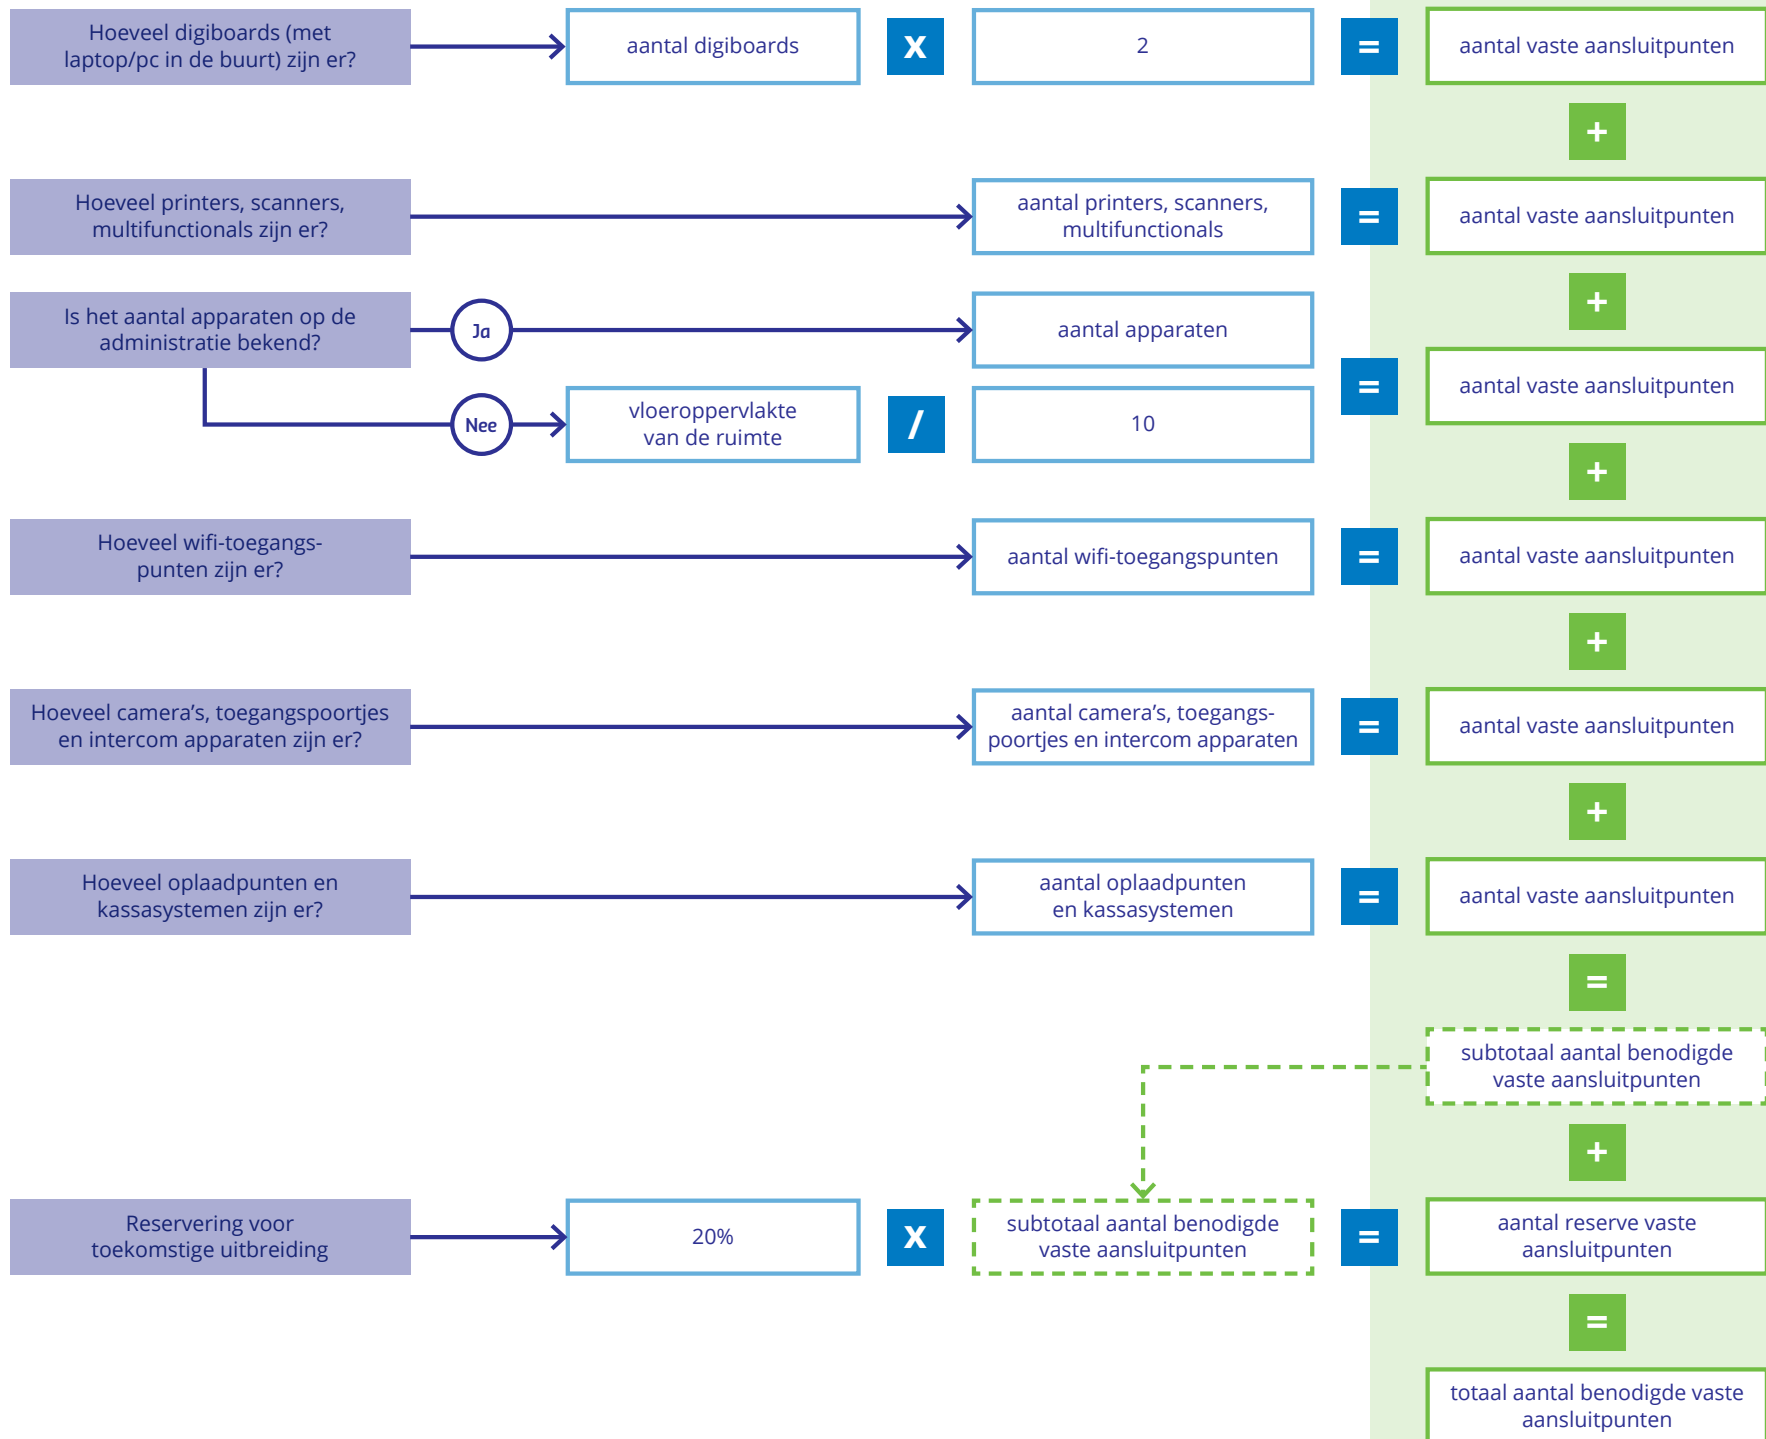 Hoeveel digiboards (met
laptop/pc in de buurt) zijn er?
aantal digiboards
x
2
=
aantal vaste aansluitpunten
+
Hoeveel printers, scanners,
multifunctionals zijn er?
aantal printers, scanners,
multifunctionals
=
aantal vaste aansluitpunten
+
Is het aantal apparaten op de
administratie bekend?
Ja
aantal apparaten
Nee
vloeroppervlakte
van de ruimte
/
10
=
aantal vaste aansluitpunten
+
Hoeveel wifi-toegangs-
punten zijn er?
aantal wifi-toegangspunten
=
aantal vaste aansluitpunten
+
Hoeveel camera’s, toegangspoortjes
en intercom apparaten zijn er?
aantal camera’s, toegangs-
poortjes en intercom apparaten
=
aantal vaste aansluitpunten
+
Hoeveel oplaadpunten en
kassasystemen zijn er?
aantal oplaadpunten
en kassasystemen
=
aantal vaste aansluitpunten
=
subtotaal aantal benodigde
vaste aansluitpunten
+
Reservering voor
toekomstige uitbreiding
20%
x
subtotaal aantal benodigde
vaste aansluitpunten
=
aantal reserve vaste
aansluitpunten
=
totaal aantal benodigde vaste
aansluitpunten